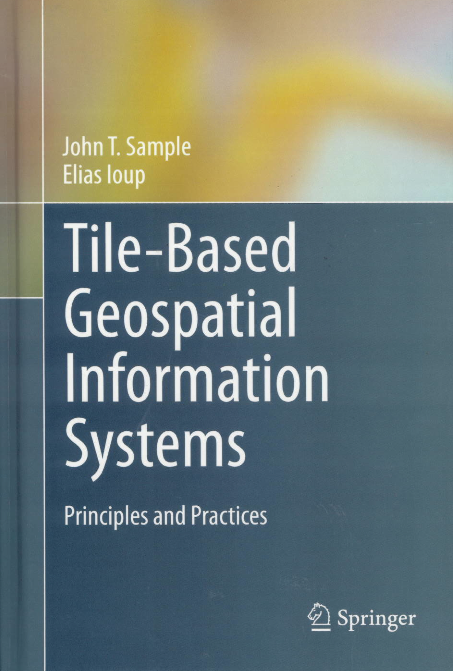 John T. Sample
Elias Ioup
Tile-Based
Geospatial
Information
Systems
Principles and Practices
Springer